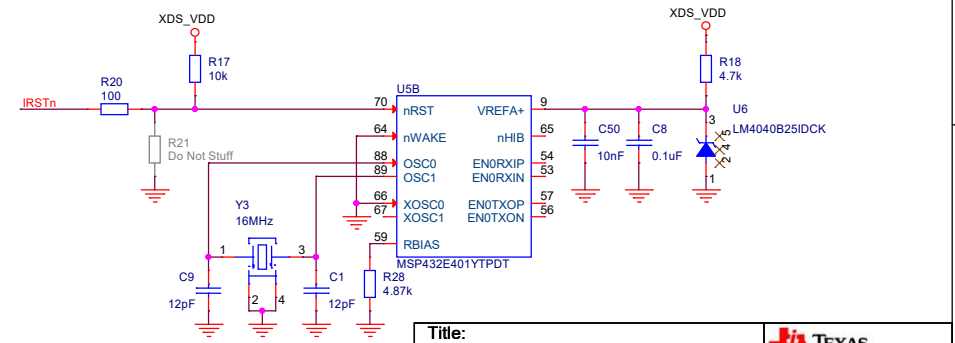 XDS_VDD
XDS_VDD
R17
10k
R18
4.7k
R20
100
IRSTn
U5B
70
nRST
VREFA+
9
U6
LM4040B25IDCK
3
5
4
2
1
R21
Do Not Stuff
64
nWAKE
nHIB
65
C50
10nF
C8
0.1uF
88
OSC0
EN0RXIP
54
89
OSC1
EN0RXIN
53
66
XOSC0
EN0TXOP
57
67
XOSC1
EN0TXON
56
Y3
16MHz
1
3
2
4
59
RBIAS
MSP432E401YTPDT
C9
12pF
C1
12pF
R28
4.87k
Title:
TEXAS